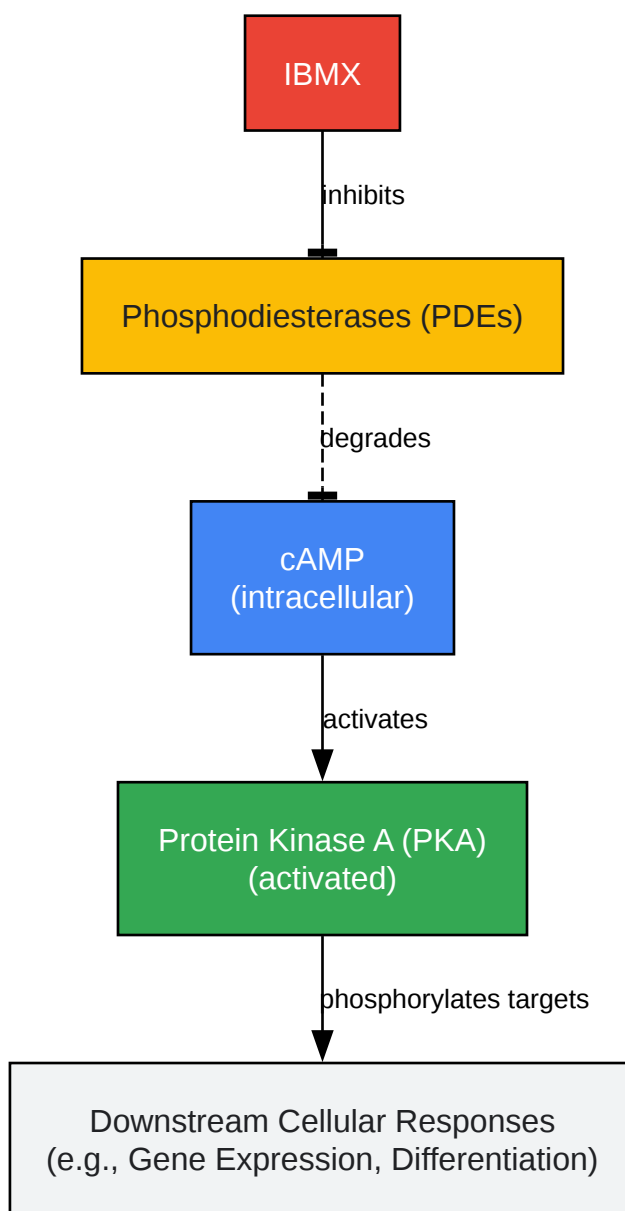 IBMX
inhibits
Phosphodiesterases (PDEs)
degrades
cAMP
(intracellular)
activates
Protein Kinase A (PKA)
(activated)
phosphorylates targets
Downstream Cellular Responses
(e.g., Gene Expression, Differentiation)